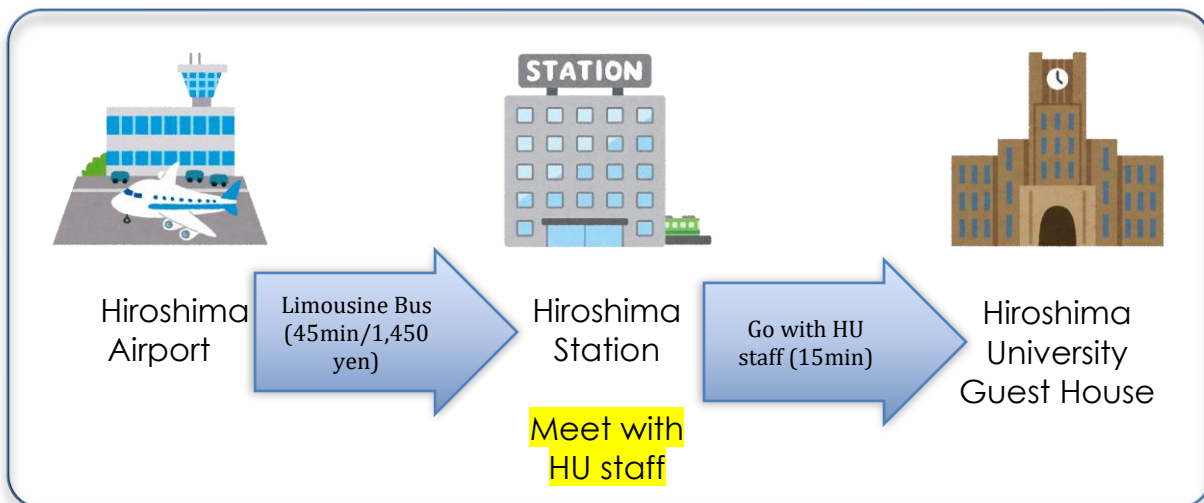 STATION
Hiroshima
Airport
Limousine Bus
(45min/1,450
yen)
Hiroshima
Station
Meet with
HU staff
Go with HU
staff (15min)
Hiroshima
University
Guest House